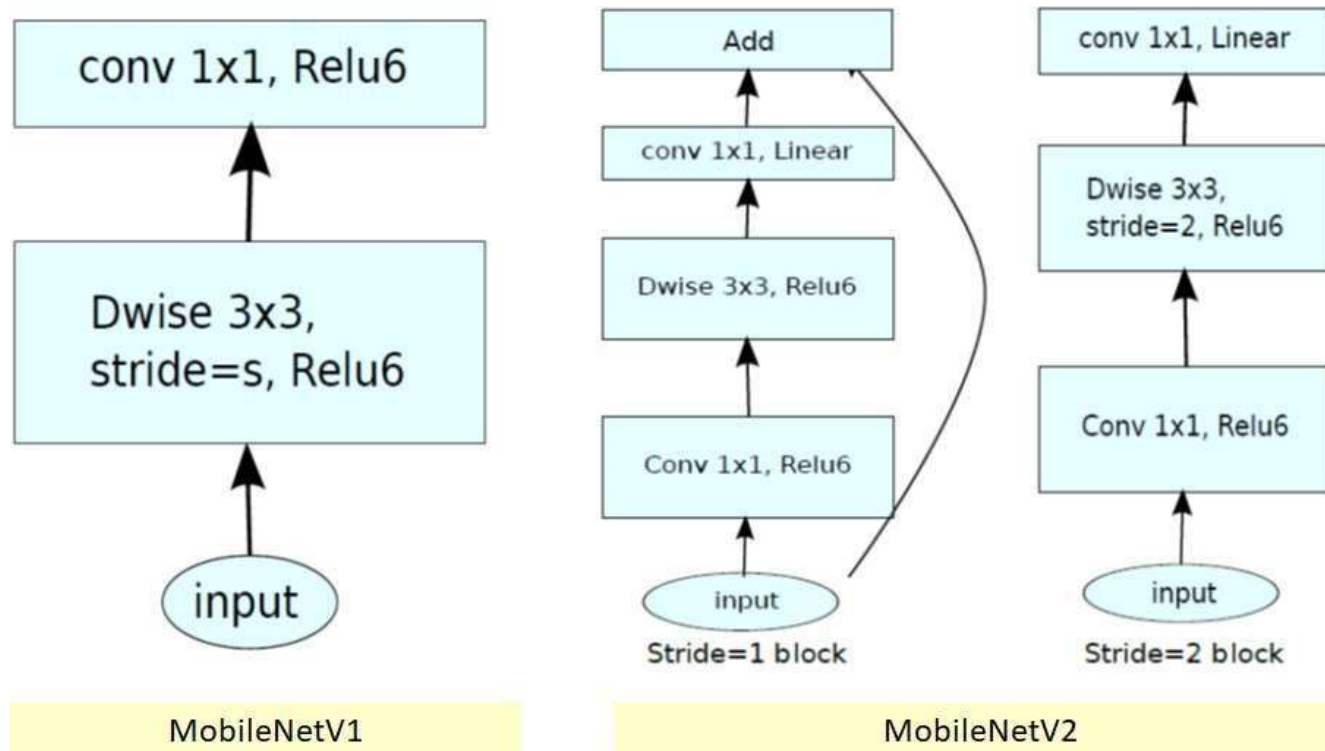 conv 1x1, Relu6
Dwise 3x3,
stride=s, Relu6
input
MobileNetV1
Add
conv 1x1, Linear
Dwise 3x3, Relu6
Conv 1x1, Relu6
input
Stride=1 block
conv 1x1, Linear
Dwise 3x3,
stride=2, Relu6
Conv 1x1, Relu6
input
Stride=2 block
MobileNetV2